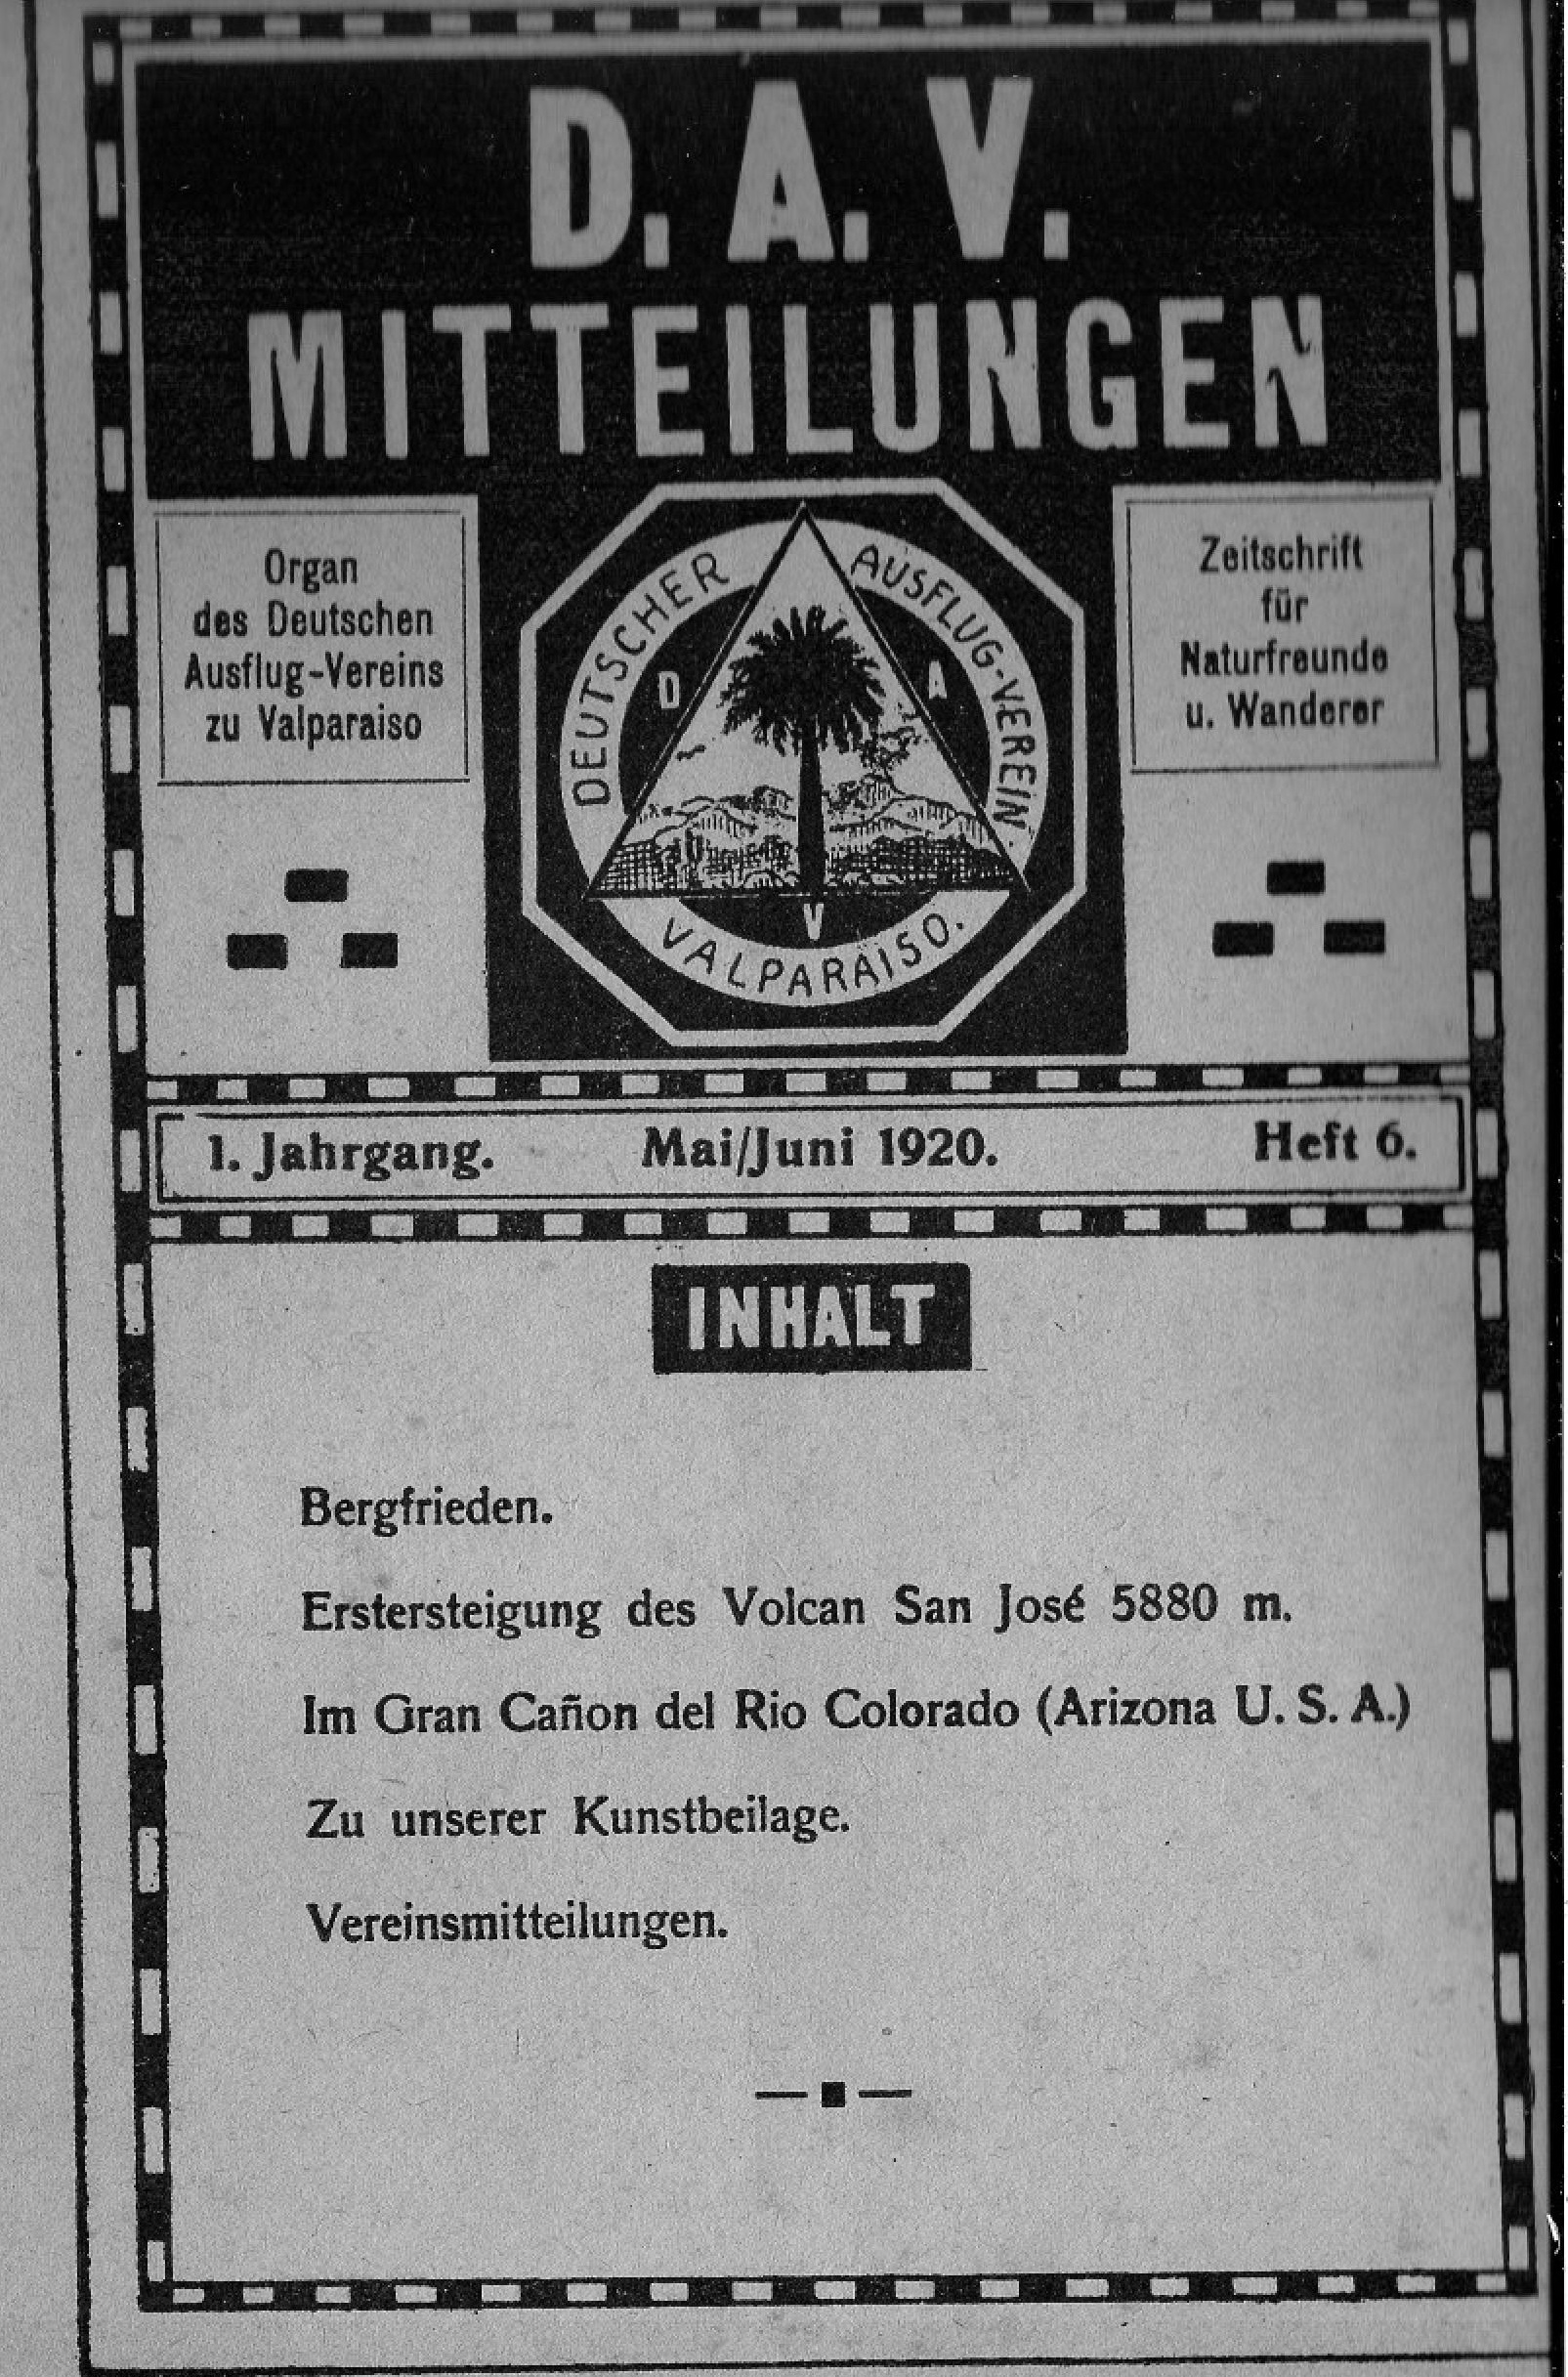 D. A. V.
MITTEILUNGEN
Organ
des Deutschen
Ausflug-Vereins
zu Valparaiso
DEUTSCHER AUSFLUG-VEREIN
D A
V
VALPARAISO.
Zeitschrift
für
Naturfreunde
u. Wanderer
1. Jahrgang. Mai/Juni 1920. Heft 6.
INHALT
Bergfrieden.
Erstersteigung des Volcan San José 5880 m.
Im Gran Cañon del Rio Colorado (Arizona U. S. A.)
Zu unserer Kunstbeilage.
Vereinsmitteilungen.